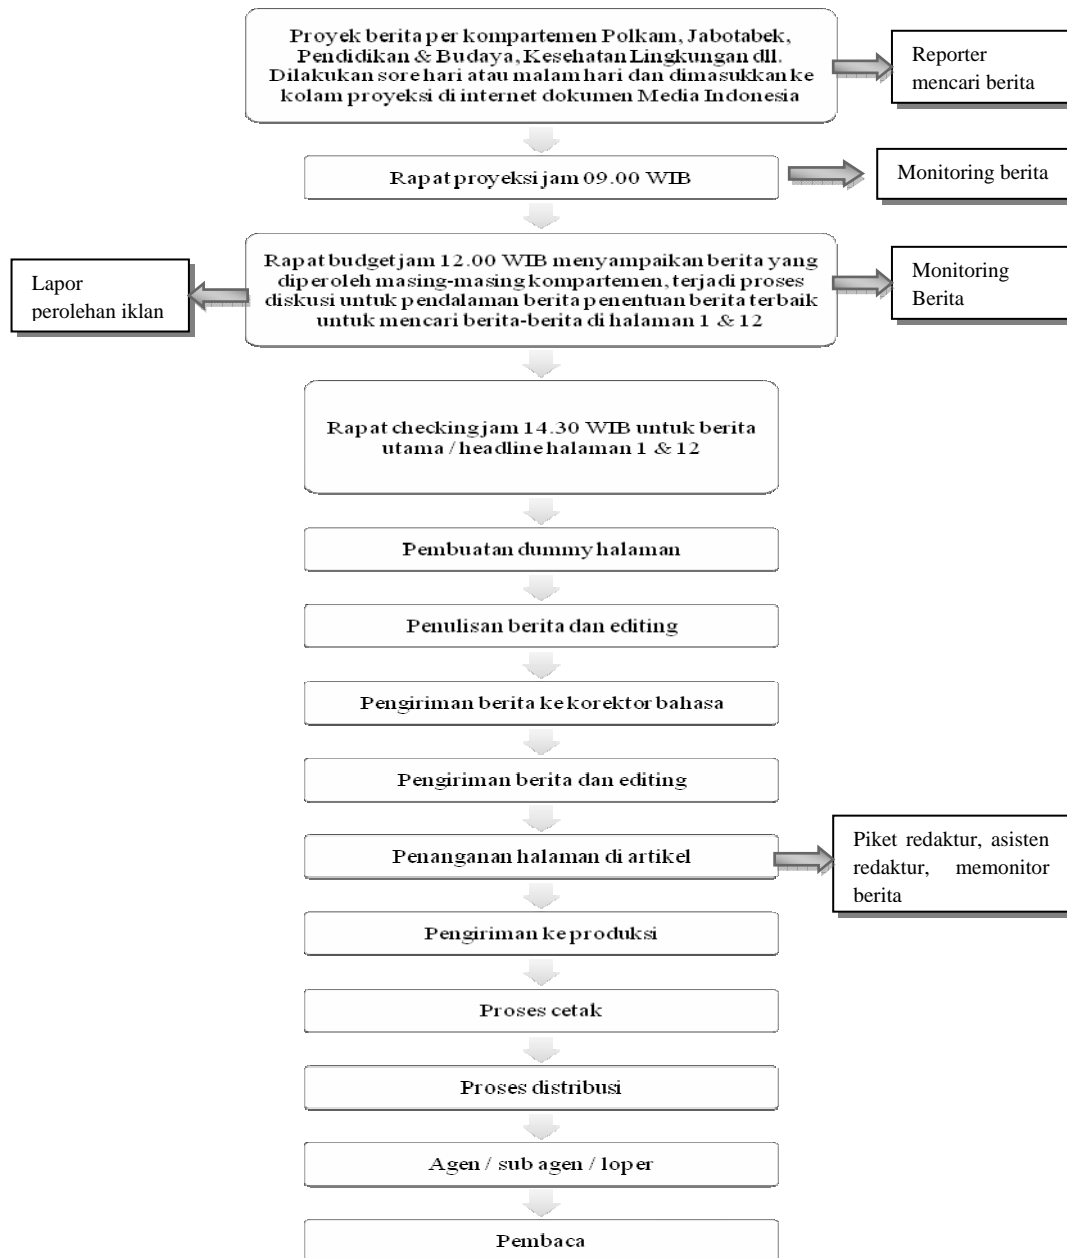 Proyek berita per kompartemen Polkam, Jabotabek,
Pendidikan & Budaya, Kesehatan Lingkungan dll.
Dilakukan sore hari atau malam hari dan dimasukkan ke
kolam proyeksi di internet dokumen Media Indonesia
Reporter
mencari berita
Rapat proyeksi jam 09.00 WIB
Monitoring berita
Lapor
perolehan iklan
Rapat budget jam 12.00 WIB menyampaikan berita yang
diperoleh masing-masing kompartemen, terjadi proses
diskusi untuk pendalaman berita penentuan berita terbaik
untuk mencari berita-berita di halaman 1 & 12
Monitoring
Berita
Rapat checking jam 14.30 WIB untuk berita
utama / headline halaman 1 & 12
Pembuatan dummy halaman
Penulisan berita dan editing
Pengiriman berita ke korektor bahasa
Pengiriman berita dan editing
Penanganan halaman di artikel
Piket redaktur, asisten
redaktur, memonitor
berita
Pengiriman ke produksi
Proses cetak
Proses distribusi
Agen / sub agen / loper
Pembaca